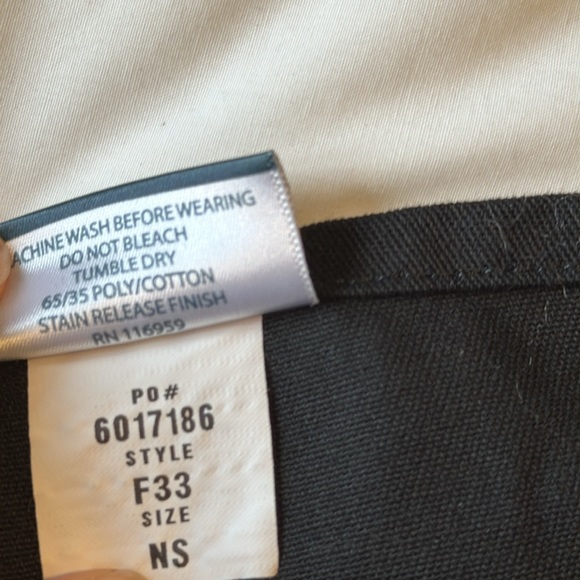 ACHINE WASH BEFORE WEARING
DO NOT BLEACH
TUMBLE DRY
65/35 POLY/COTTON
STAIN RELEASE FINISH
RN 116959
PO#
6017186
STYLE
F33
SIZE
NS